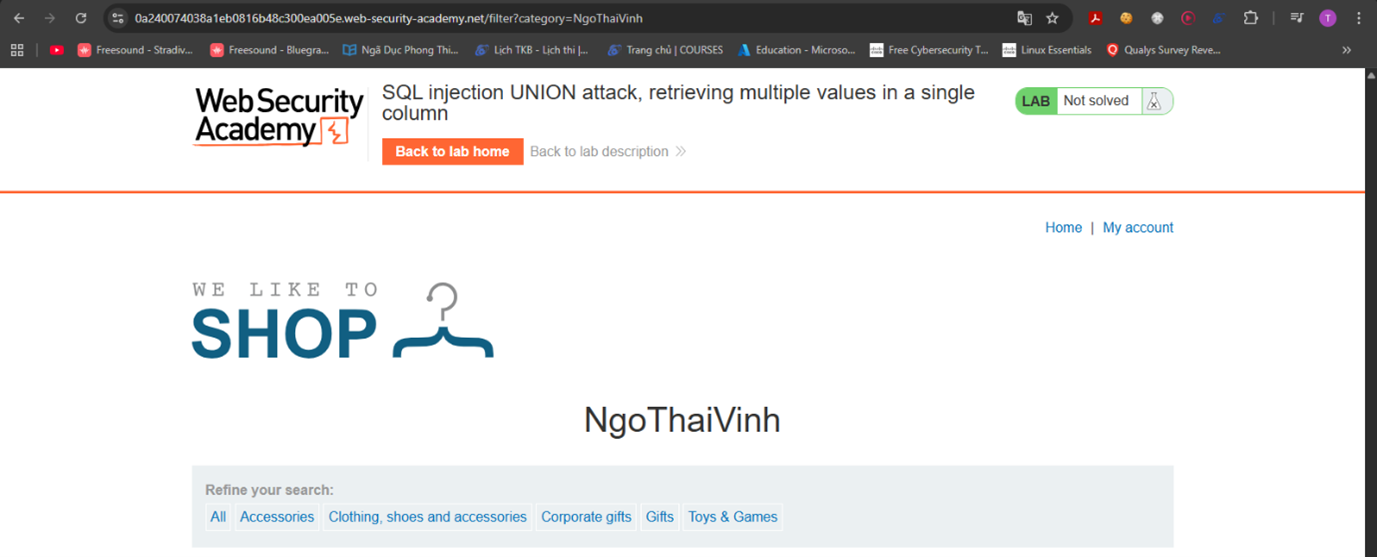 0a240074038a1eb0816b48c300ea005e.web-security-academy.net/filter?category=NgoThaiVinh
T
Freesound - Stradiv... Freesound - Bluegra... Ngã Dục Phong Thi... Lịch TKB - Lịch thi |... Trang chủ | COURSES Education - Microso... Free Cybersecurity T... Linux Essentials Qualys Survey Reve...
Web Security
Academy
SQL injection UNION attack, retrieving multiple values in a single
column
LAB Not solved
Back to lab home Back to lab description
Home | My account
WE LIKE TO
SHOP
NgoThaiVinh
Refine your search:
All Accessories Clothing, shoes and accessories Corporate gifts Gifts Toys & Games